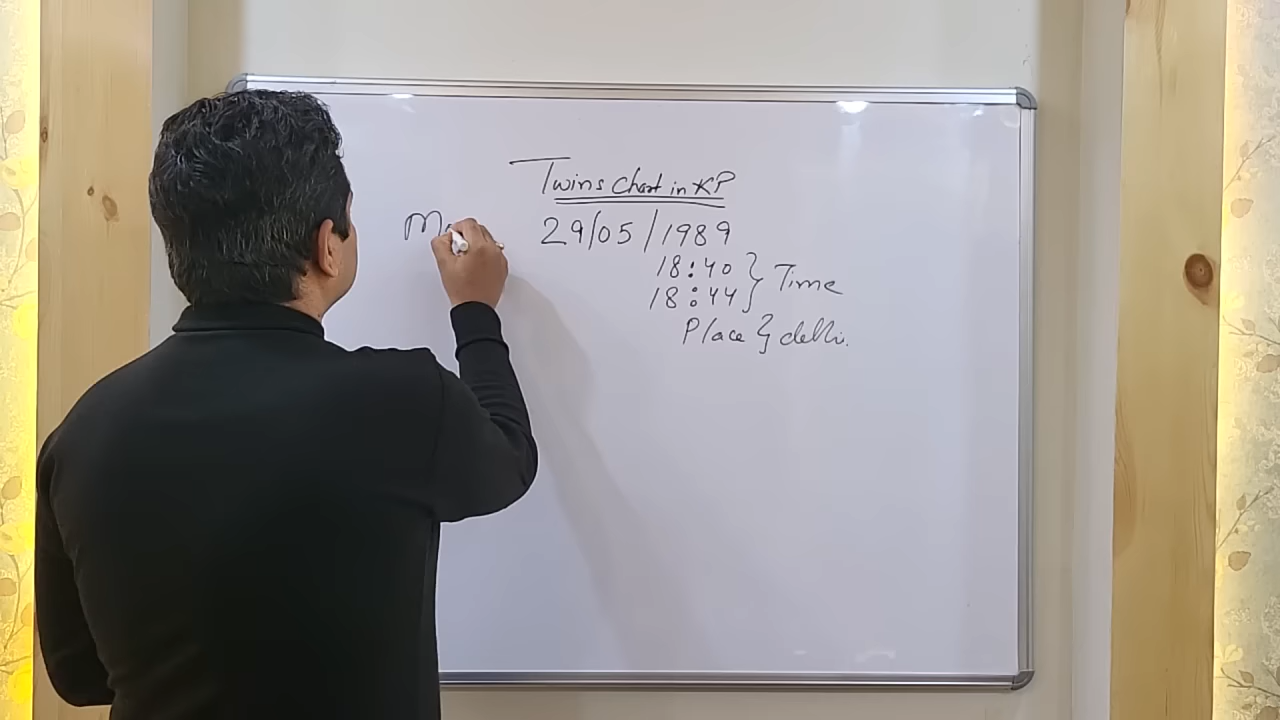 Twins Chart in KP
29/05/1989
18:40 } Time
18:44
Place } delhi.